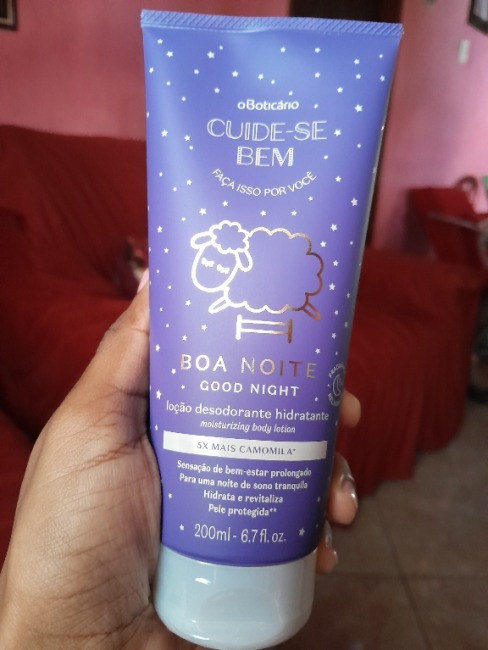 oBoticário
CUIDE-SE
BEM
FAÇA ISSO POR VOCÊ
BOA NOITE
GOOD NIGHT
loção desodorante hidratante
moisturizing body lotion
5X MAIS CAMOMILA*
Sensação de bem-estar prolongado
Para uma noite de sono tranquila
Hidrata e revitaliza
Pele protegida**
200ml - 6.7 fl. oz.